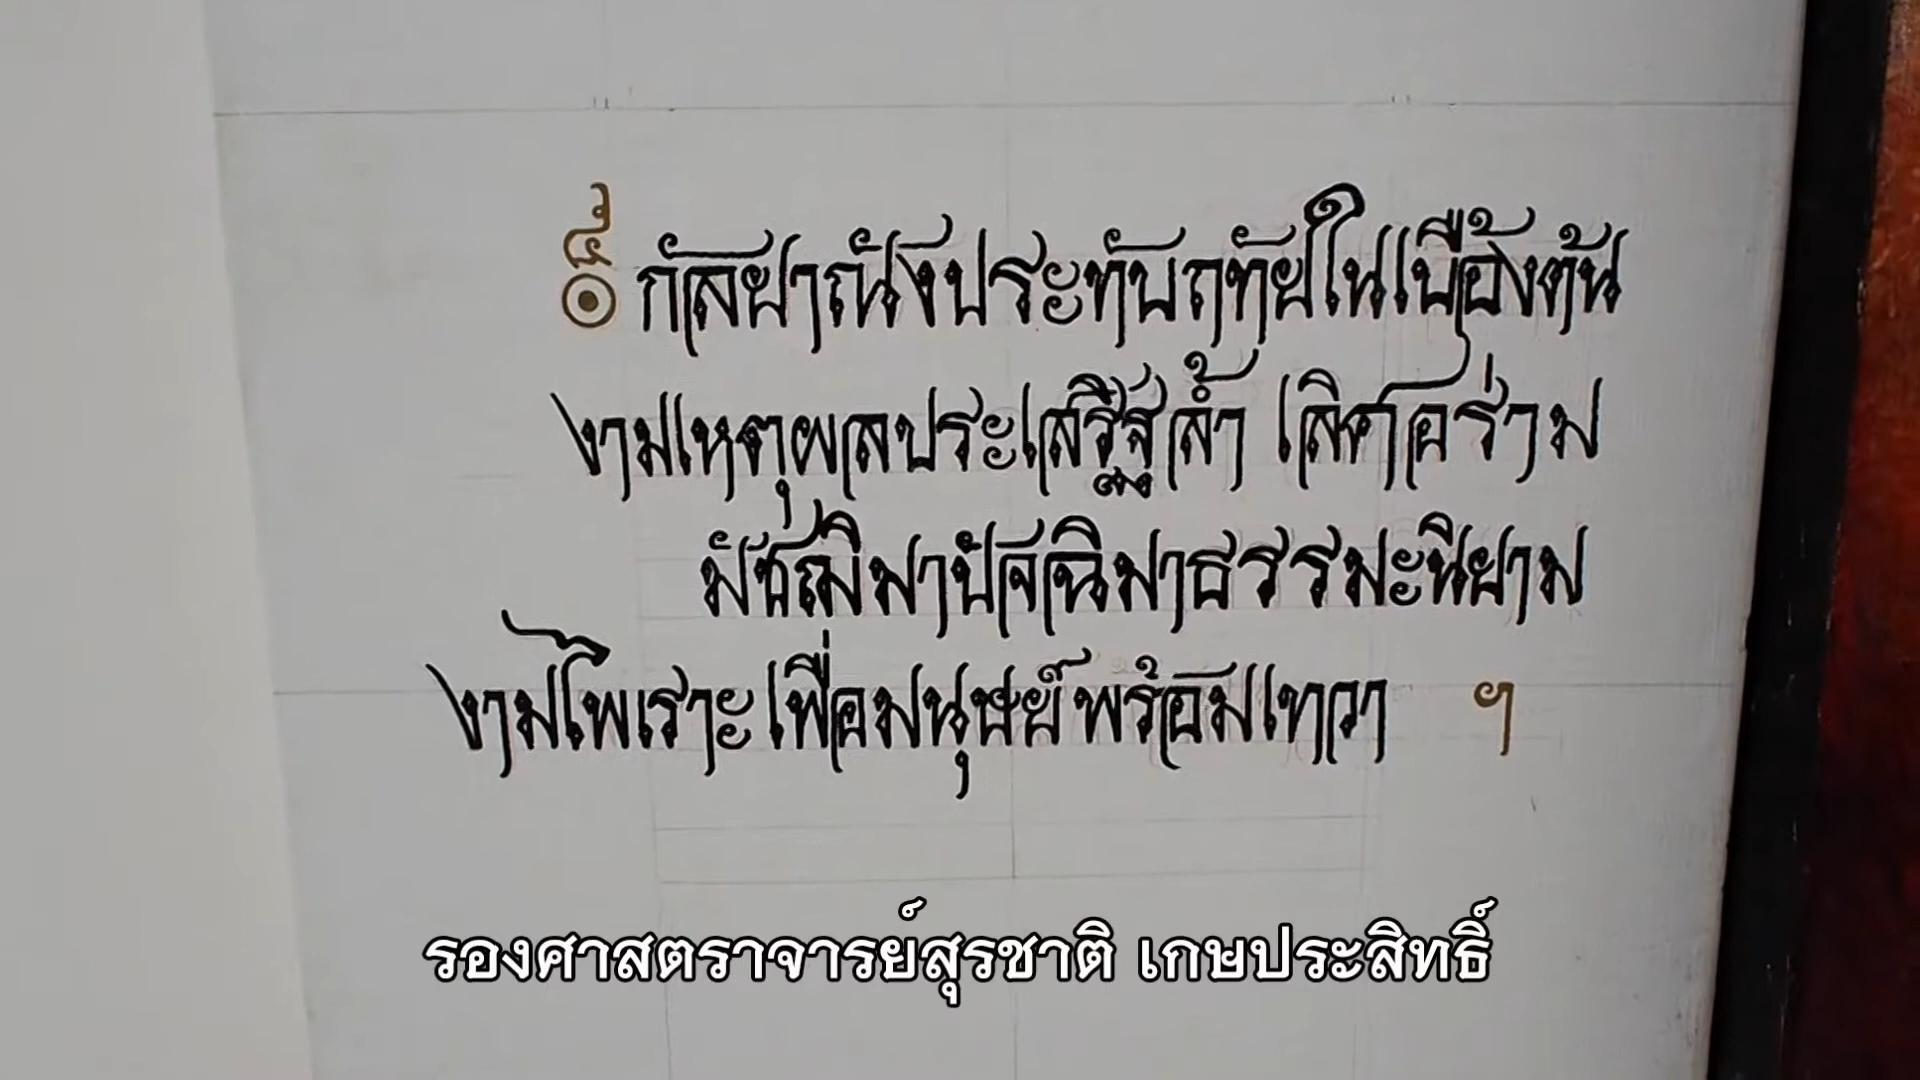 ๏ กัลยาณังประทับฤทัยในเบื้องต้น
งามเหตุผลประเสริฐล้ำ เลิศอร่าม
มัชฌิมาปัจฉิมาธรรมะนิยาม
งามไพเราะเพื่อมนุษย์พร้อมเทวา ฯ
รองศาสตราจารย์สุรชาติ เกษประสิทธิ์